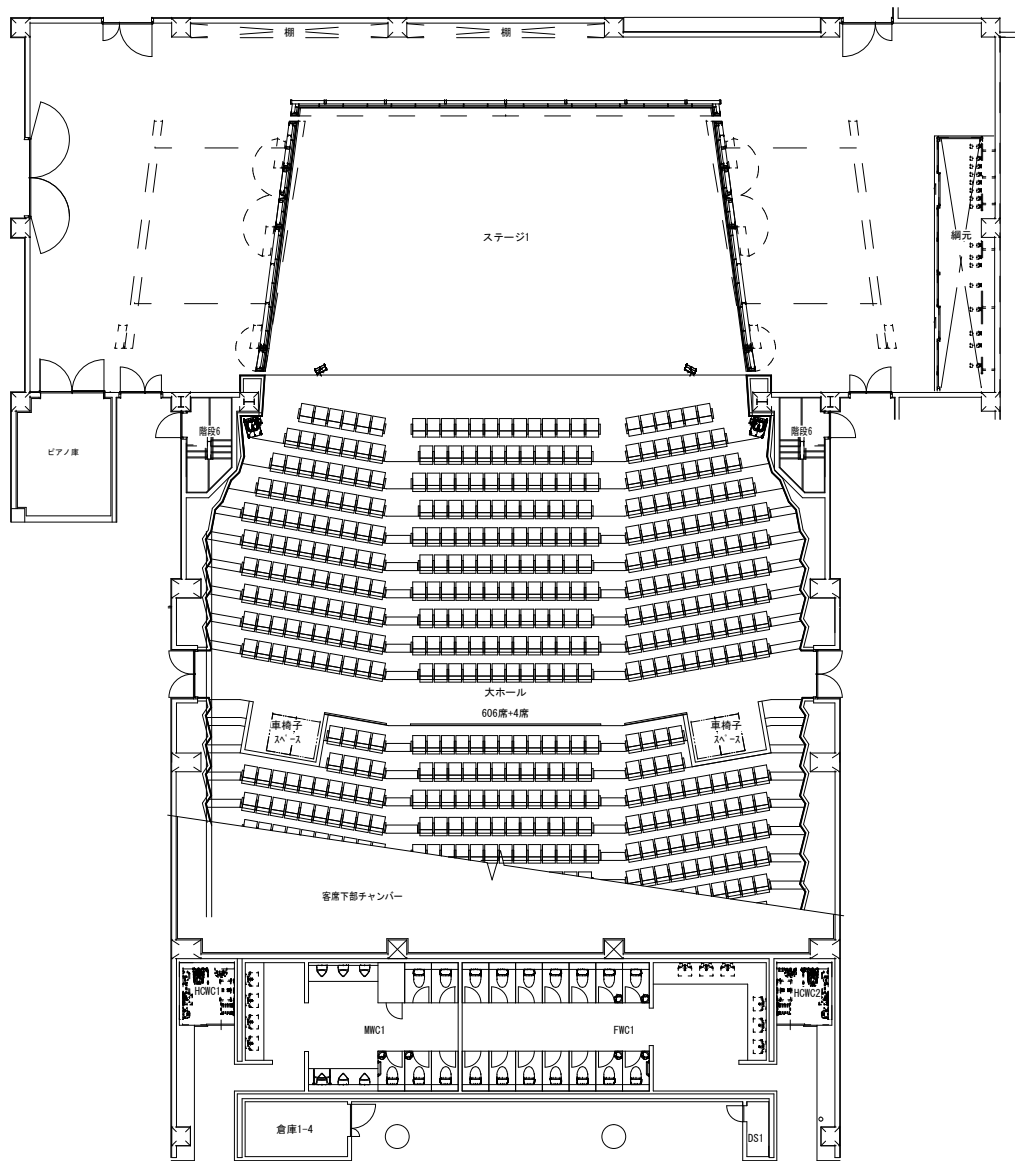 棚
棚
ステージ1
綱元
階段6
階段6
ピアノ庫
大ホール
606席+4席
車椅子
スペース
車椅子
スペース
客席下部チャンバー
HCWC1
HCWC2
MWC1
FWC1
倉庫1-4
DS1